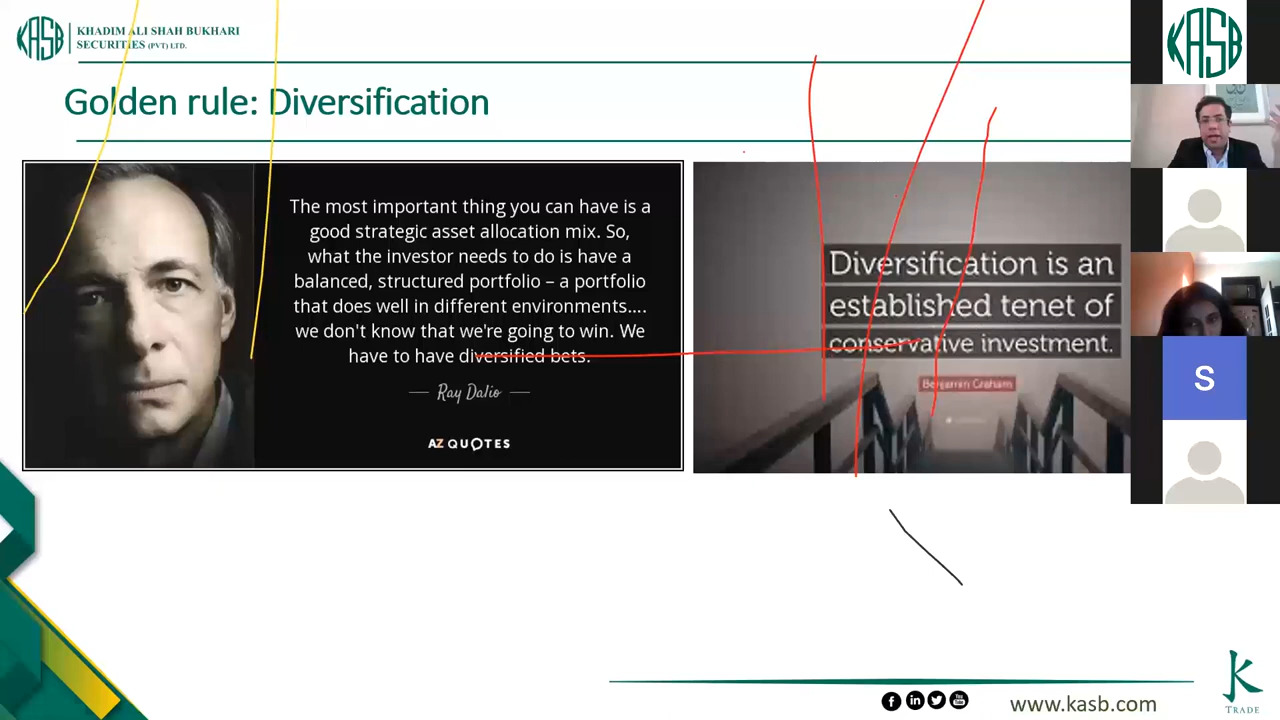 KASB
KHADIM ALI SHAH BUKHARI
SECURITIES (PVT) LTD.
Golden rule: Diversification
The most important thing you can have is a
good strategic asset allocation mix. So,
what the investor needs to do is have a
balanced, structured portfolio – a portfolio
that does well in different environments....
we don't know that we're going to win. We
have to have diversified bets.
Ray Dalio
AZ QUOTES
Diversification is an
established tenet of
conservative investment.
Benjamin Graham
KASB
S
www.kasb.com
K
TRADE